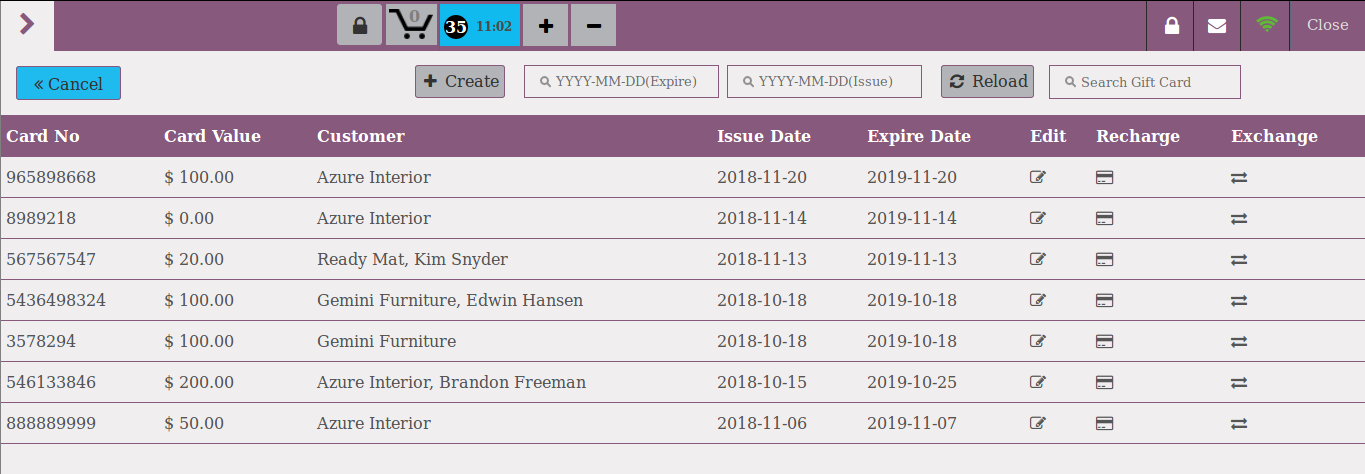 0 35 11:02 Close
Cancel Create YYYY-MM-DD(Expire) YYYY-MM-DD(Issue) Reload Search Gift Card
Card No Card Value Customer Issue Date Expire Date Edit Recharge Exchange
965898668 $ 100.00 Azure Interior 2018-11-20 2019-11-20
8989218 $ 0.00 Azure Interior 2018-11-14 2019-11-14
567567547 $ 20.00 Ready Mat, Kim Snyder 2018-11-13 2019-11-13
5436498324 $ 100.00 Gemini Furniture, Edwin Hansen 2018-10-18 2019-10-18
3578294 $ 100.00 Gemini Furniture 2018-10-18 2019-10-18
546133846 $ 200.00 Azure Interior, Brandon Freeman 2018-10-15 2019-10-25
888889999 $ 50.00 Azure Interior 2018-11-06 2019-11-07